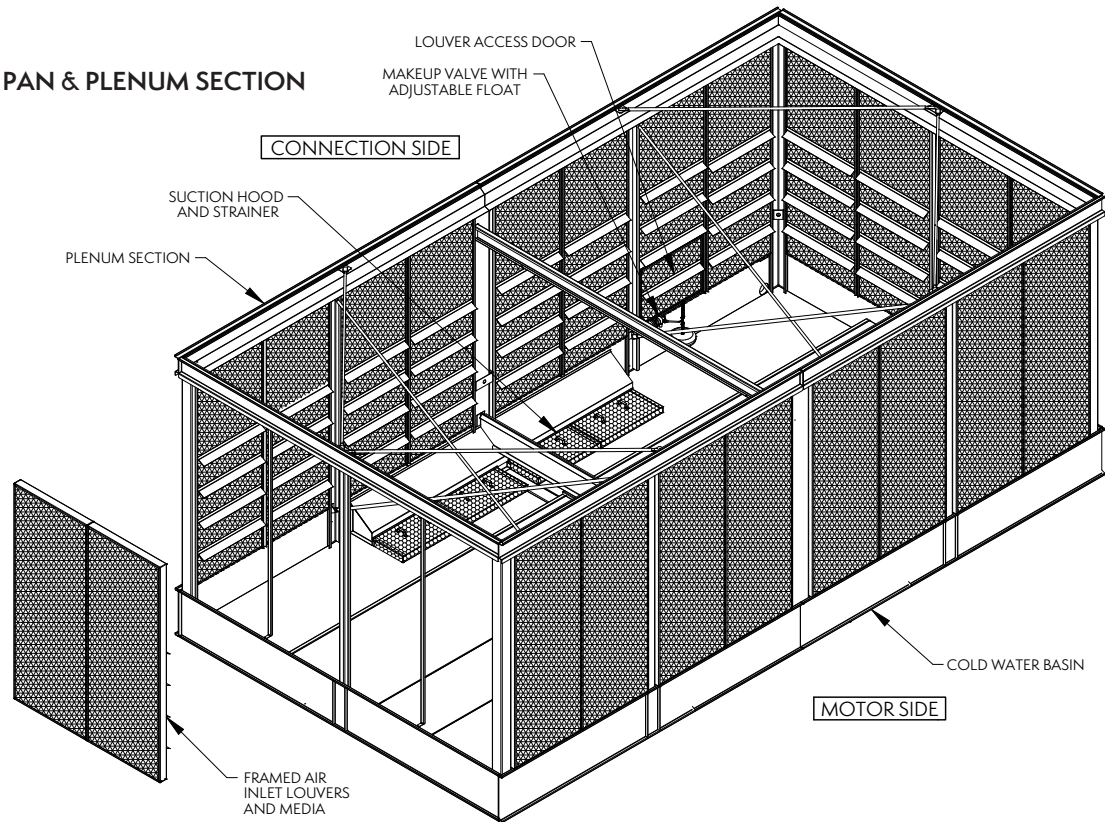 PAN & PLENUM SECTION
LOUVER ACCESS DOOR
MAKEUP VALVE WITH
ADJUSTABLE FLOAT
CONNECTION SIDE
SUCTION HOOD
AND STRAINER
PLENUM SECTION
COLD WATER BASIN
MOTOR SIDE
FRAMED AIR
INLET LOUVERS
AND MEDIA